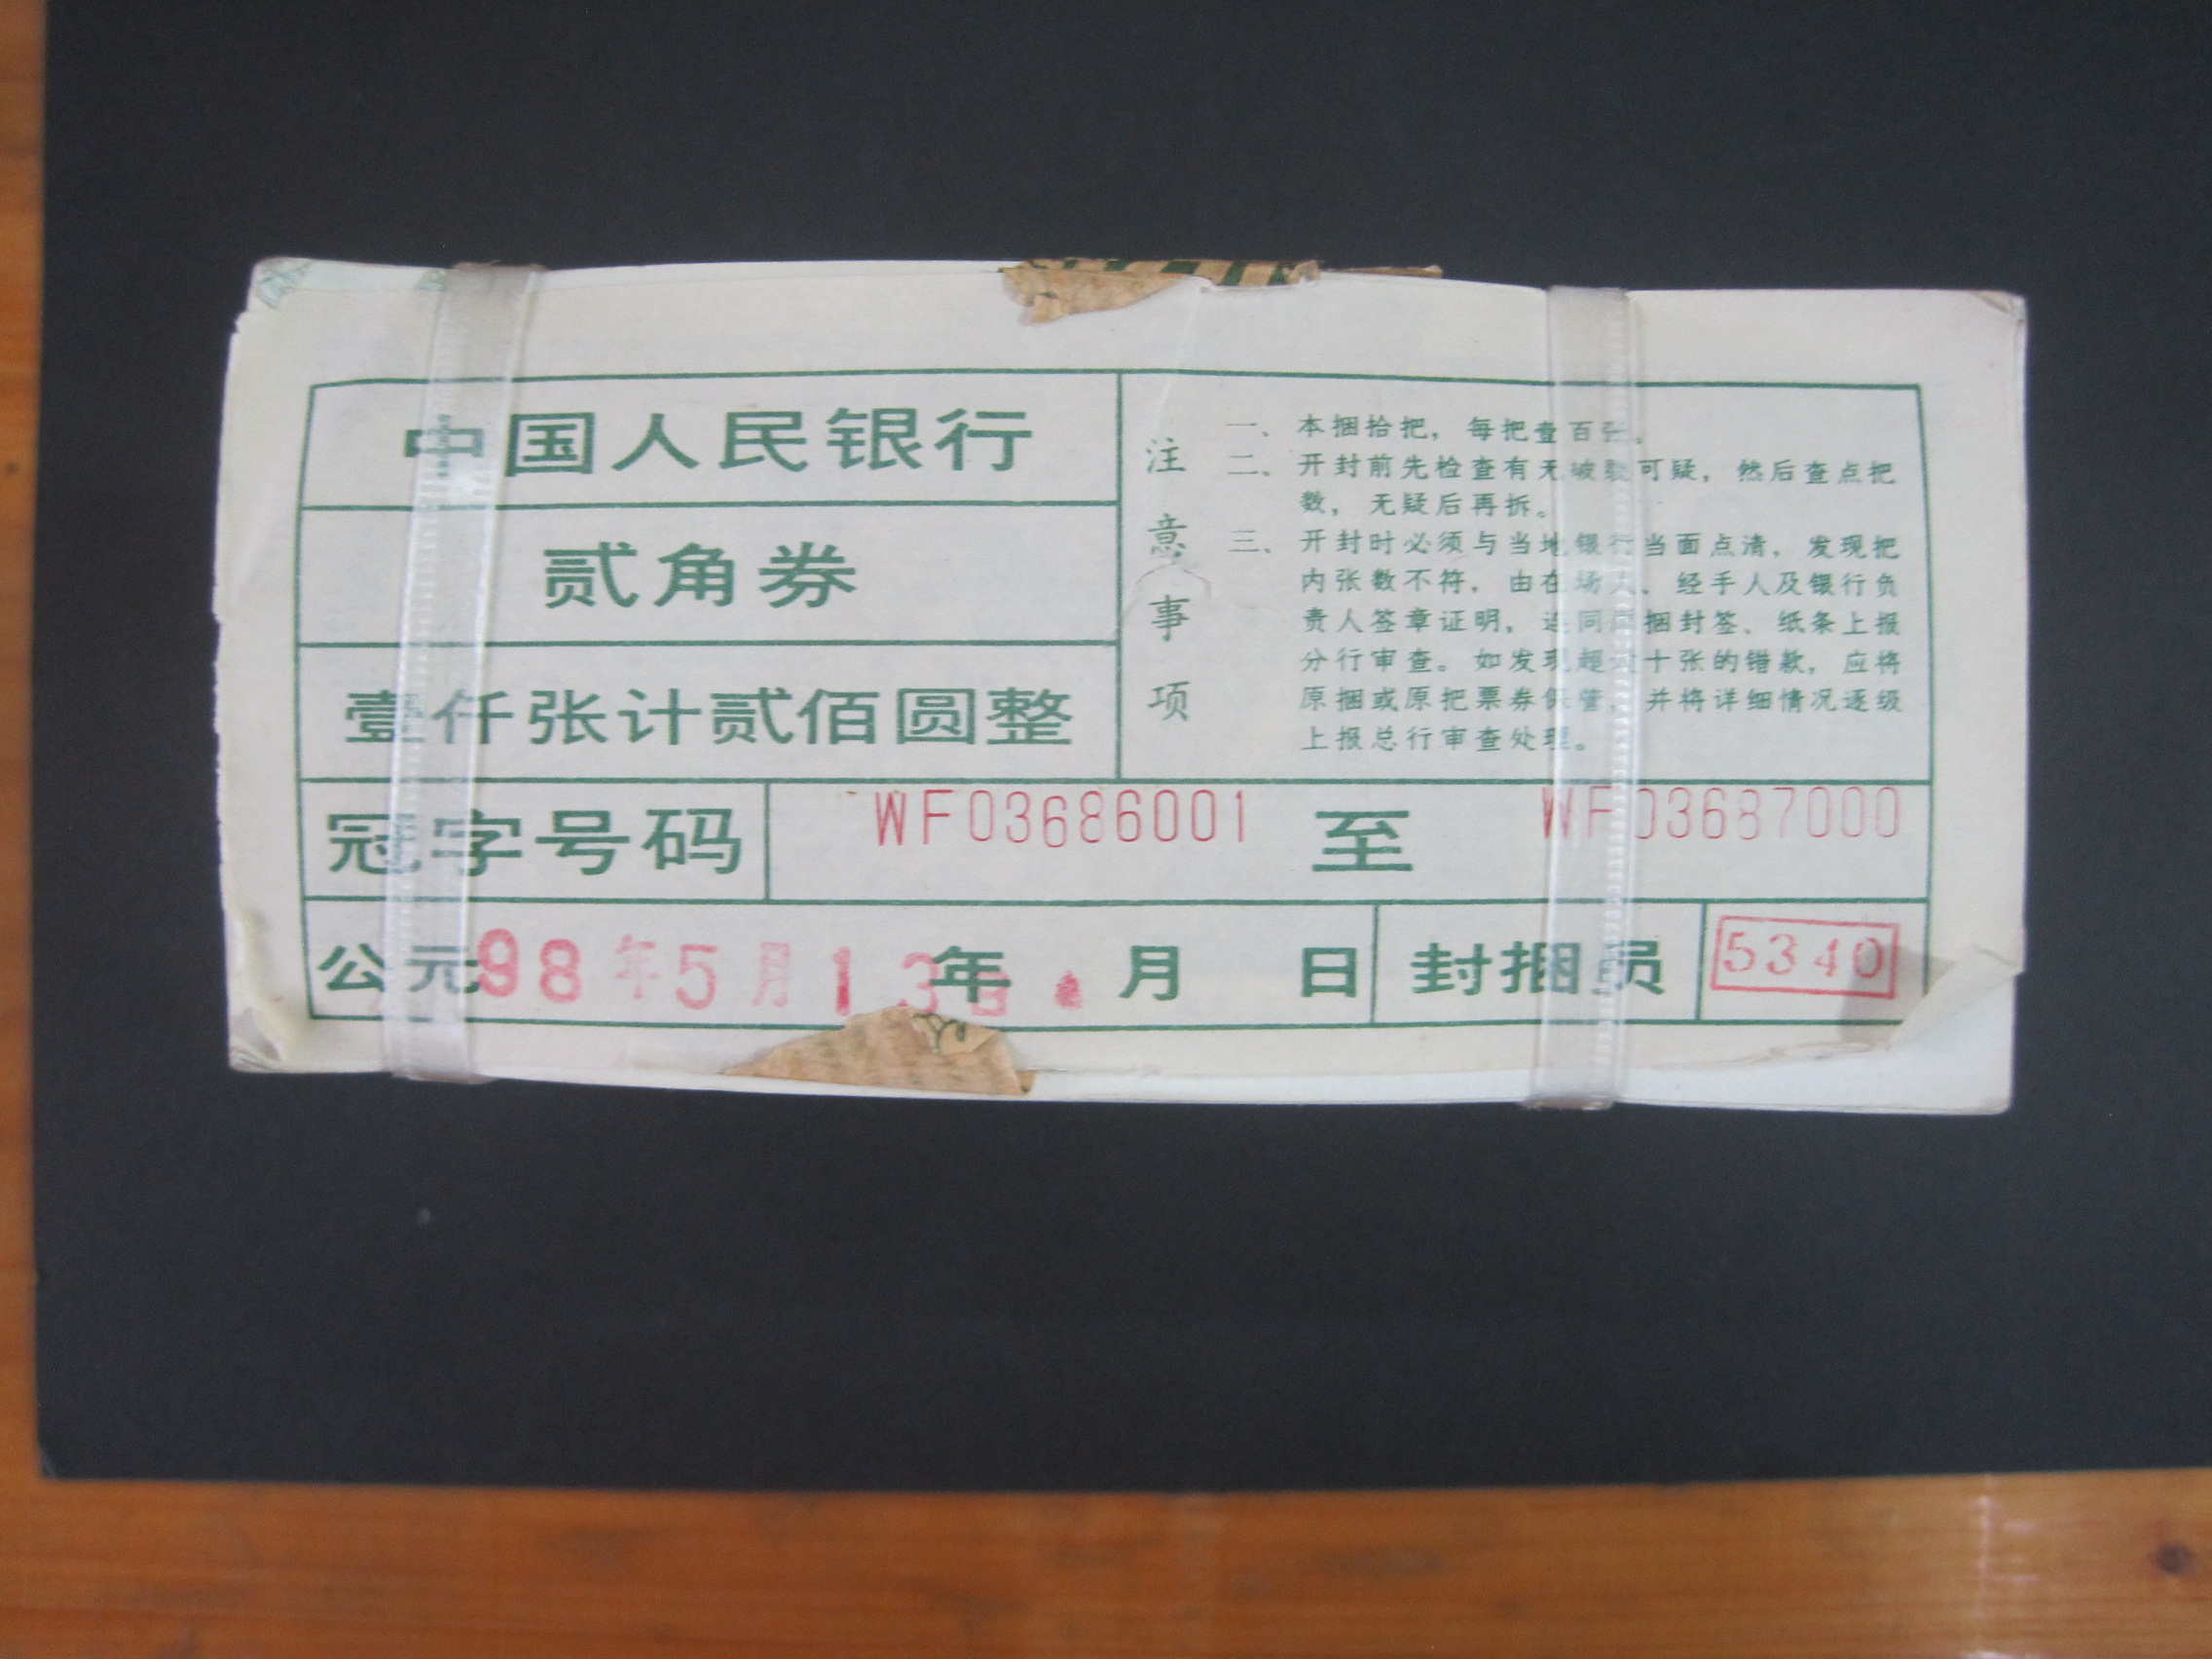 中国人民银行
贰角券
壹仟张计贰佰圆整
注意事项
一、本捆拾把，每把壹百张。
二、开封前先检查有无破裂可疑，然后查点把
数，无疑后再拆。
三、开封时必须与当地银行当面点清，发现把
内张数不符，由在场人、经手人及银行负
责人签章证明，连同原捆封签、纸条上报
分行审查。如发现超过十张的错款，应将
原捆或原把票券保管，并将详细情况逐级
上报总行审查处理。
冠字号码 WF03686001 至 WF03687000
公元 年 月 日 封捆员 5340
98年5月13日